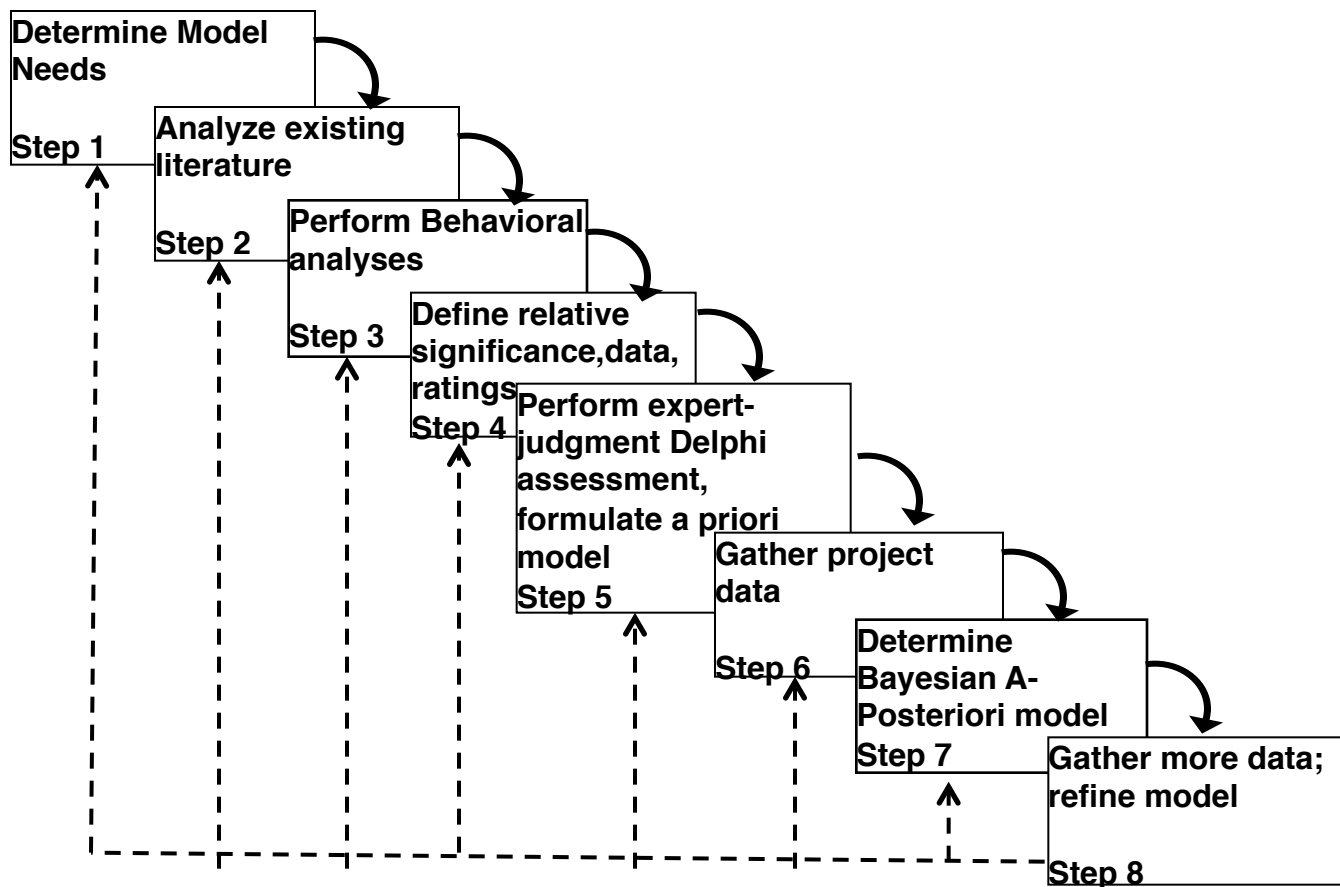 Determine Model
Needs
Step 1
Analyze existing
literature
Step 2
Perform Behavioral
analyses
Step 3
Define relative
significance,data,
ratings
Step 4
Perform expert-
judgment Delphi
assessment,
formulate a priori
model
Step 5
Gather project
data
Step 6
Determine
Bayesian A-
Posteriori model
Step 7
Gather more data;
refine model
Step 8